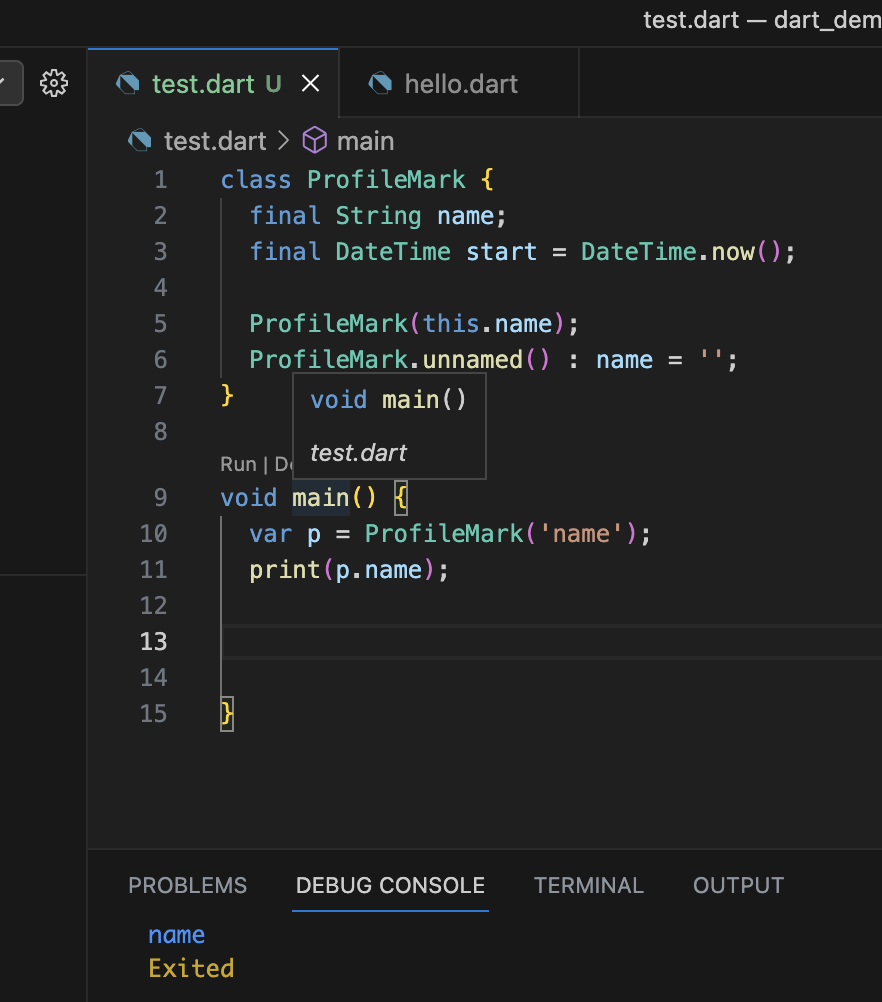 test.dart — dart_dem
test.dart U
hello.dart
test.dart > main
1 class ProfileMark {
2   final String name;
3   final DateTime start = DateTime.now();
4
5   ProfileMark(this.name);
6   ProfileMark.unnamed() : name = '';
7 }
void main()
8
test.dart
Run | De
9 void main() {
10   var p = ProfileMark('name');
11   print(p.name);
12
13
14
15 }
PROBLEMS DEBUG CONSOLE TERMINAL OUTPUT
name
Exited